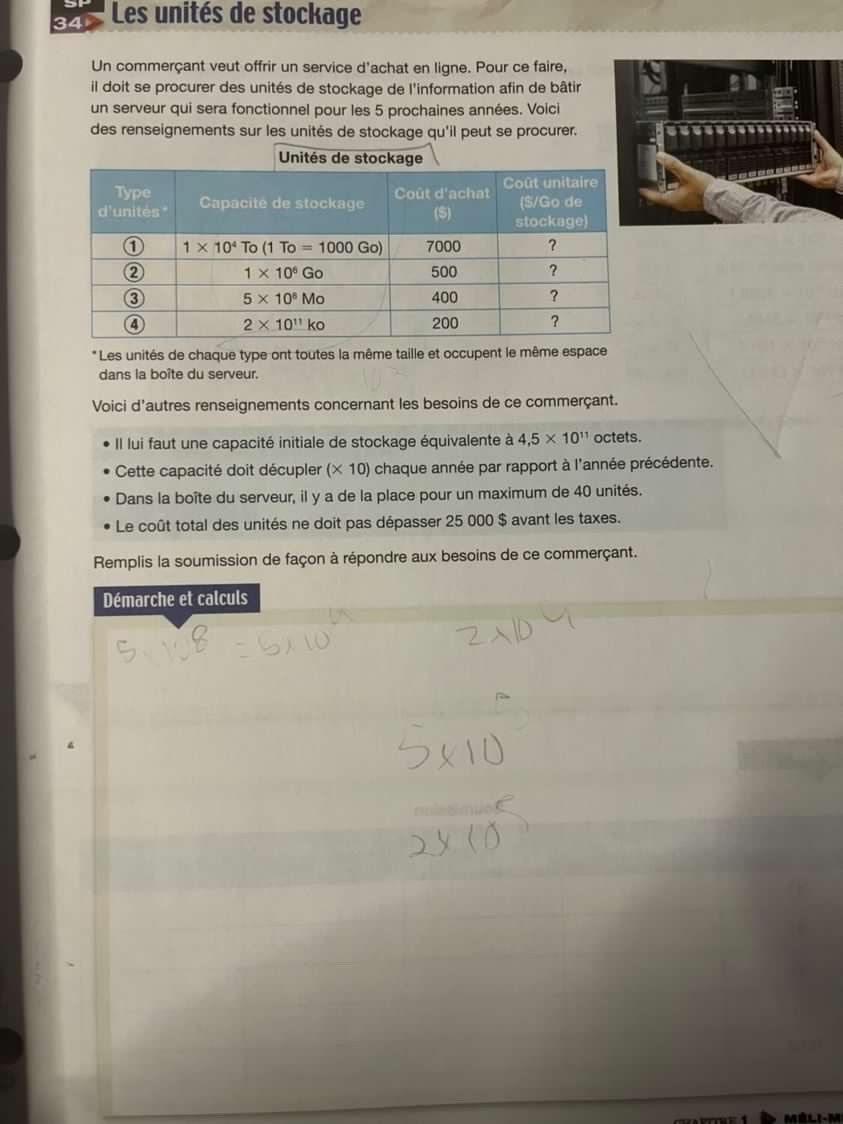 SP
34 Les unités de stockage
Un commerçant veut offrir un service d'achat en ligne. Pour ce faire,
il doit se procurer des unités de stockage de l'information afin de bâtir
un serveur qui sera fonctionnel pour les 5 prochaines années. Voici
des renseignements sur les unités de stockage qu'il peut se procurer.
Unités de stockage
Type d'unités* Capacité de stockage Coût d'achat ($) Coût unitaire ($/Go de stockage)
① 1 × 10⁴ To (1 To = 1000 Go) 7000 ?
② 1 × 10⁶ Go 500 ?
③ 5 × 10⁸ Mo 400 ?
④ 2 × 10¹¹ ko 200 ?
*Les unités de chaque type ont toutes la même taille et occupent le même espace
dans la boîte du serveur.
Voici d'autres renseignements concernant les besoins de ce commerçant.
• Il lui faut une capacité initiale de stockage équivalente à 4,5 × 10¹¹ octets.
• Cette capacité doit décupler (× 10) chaque année par rapport à l'année précédente.
• Dans la boîte du serveur, il y a de la place pour un maximum de 40 unités.
• Le coût total des unités ne doit pas dépasser 25 000 $ avant les taxes.
Remplis la soumission de façon à répondre aux besoins de ce commerçant.
Démarche et calculs
5 × 10⁸ = 5 × 10⁴ 2 × 10⁴
5 × 10⁵
2 × 10⁵
CHAPITRE 1 MÉLI-M